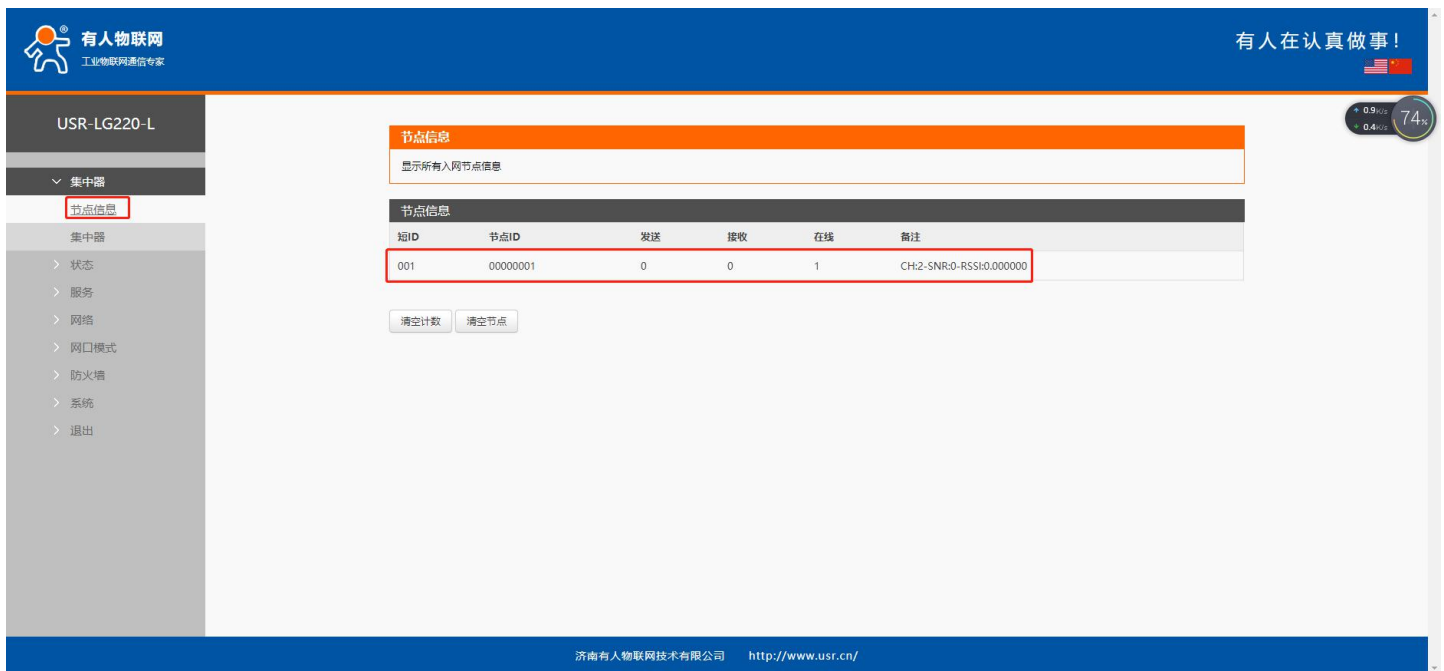 有人物联网
工业物联网通信专家
有人在认真做事!
USR-LG220-L
集中器
节点信息
集中器
状态
服务
网络
网口模式
防火墙
系统
退出
节点信息
显示所有入网节点信息
节点信息
短ID 节点ID 发送 接收 在线 备注
001 00000001 0 0 1 CH:2-SNR:0-RSSI:0.000000
清空计数 清空节点
0.9K/s
0.4K/s
74%
济南有人物联网技术有限公司 http://www.usr.cn/